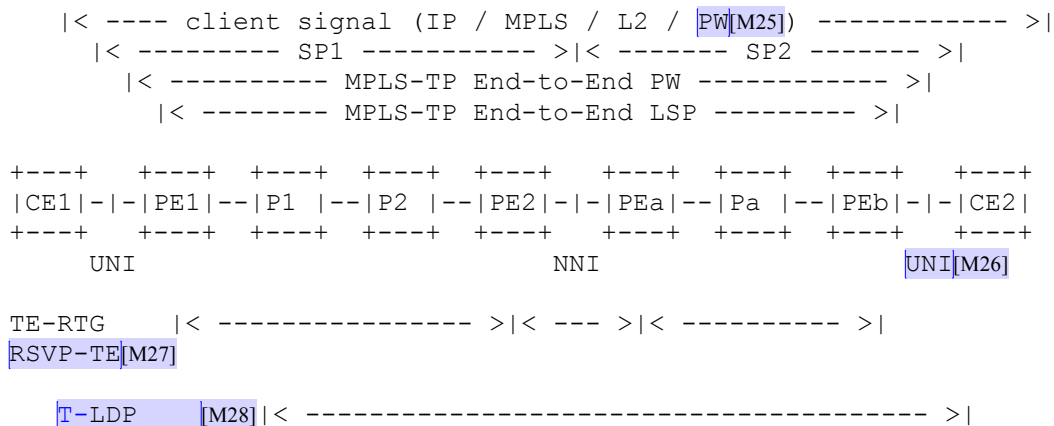 |< ---- client signal (IP / MPLS / L2 / PW[M25]) ------------ >|
|< --------- SP1 ----------- >|< ------- SP2 ------- >|
|< ---------- MPLS-TP End-to-End PW ------------ >|
|< -------- MPLS-TP End-to-End LSP --------- >|
+---+ +---+ +---+ +---+ +---+ +---+ +---+ +---+ +---+
|CE1|-|-|PE1|--|P1 |--|P2 |--|PE2|-|-|PEa|--|Pa |--|PEb|-|-|CE2|
+---+ +---+ +---+ +---+ +---+ +---+ +---+ +---+ +---+
UNI NNI UNI[M26]
TE-RTG |< ---------------- >|< --- >|< ---------- >|
RSVP-TE[M27]
T-LDP [M28]|< --------------------------------------- >|